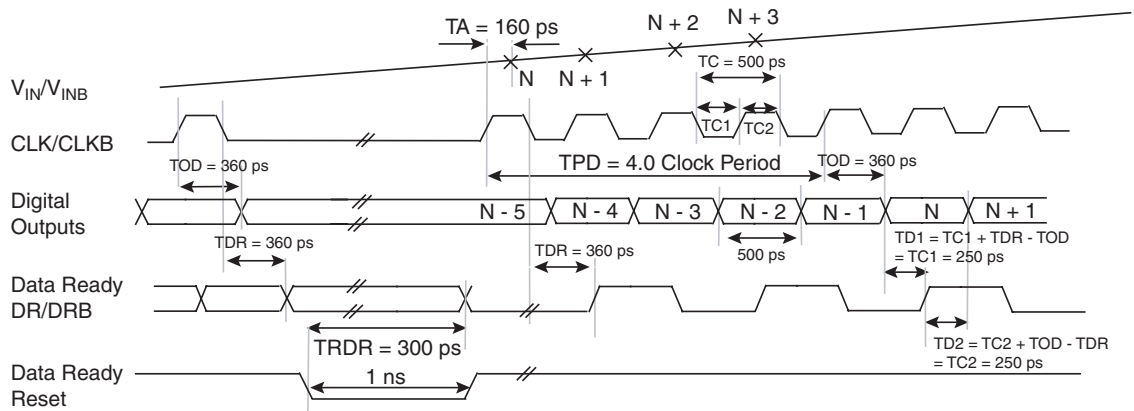 TA = 160 ps
N + 2
N + 3
N
N + 1
TC = 500 ps
V_IN/V_INB
TC1
TC2
CLK/CLKB
TOD = 360 ps
TPD = 4.0 Clock Period
TOD = 360 ps
Digital
Outputs
N - 5
N - 4
N - 3
N - 2
N - 1
N
N + 1
TDR = 360 ps
TDR = 360 ps
500 ps
TD1 = TC1 + TDR - TOD
= TC1 = 250 ps
Data Ready
DR/DRB
TRDR = 300 ps
TD2 = TC2 + TOD - TDR
= TC2 = 250 ps
Data Ready
Reset
1 ns